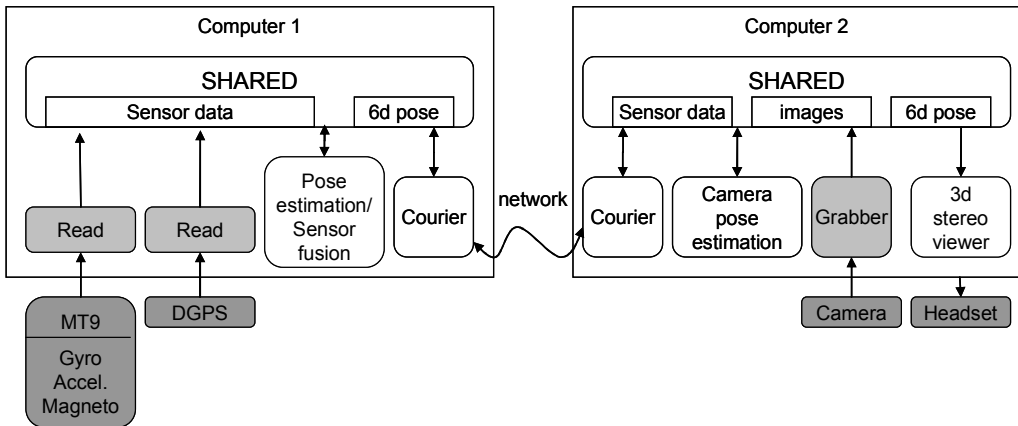 Computer 1
SHARED
Sensor data
6d pose
Pose
estimation/
Sensor
fusion
Courier
Read
Read
MT9
Gyro
Accel.
Magneto
DGPS
network
Computer 2
SHARED
Sensor data
images
6d pose
Courier
Camera
pose
estimation
Grabber
3d
stereo
viewer
Camera
Headset